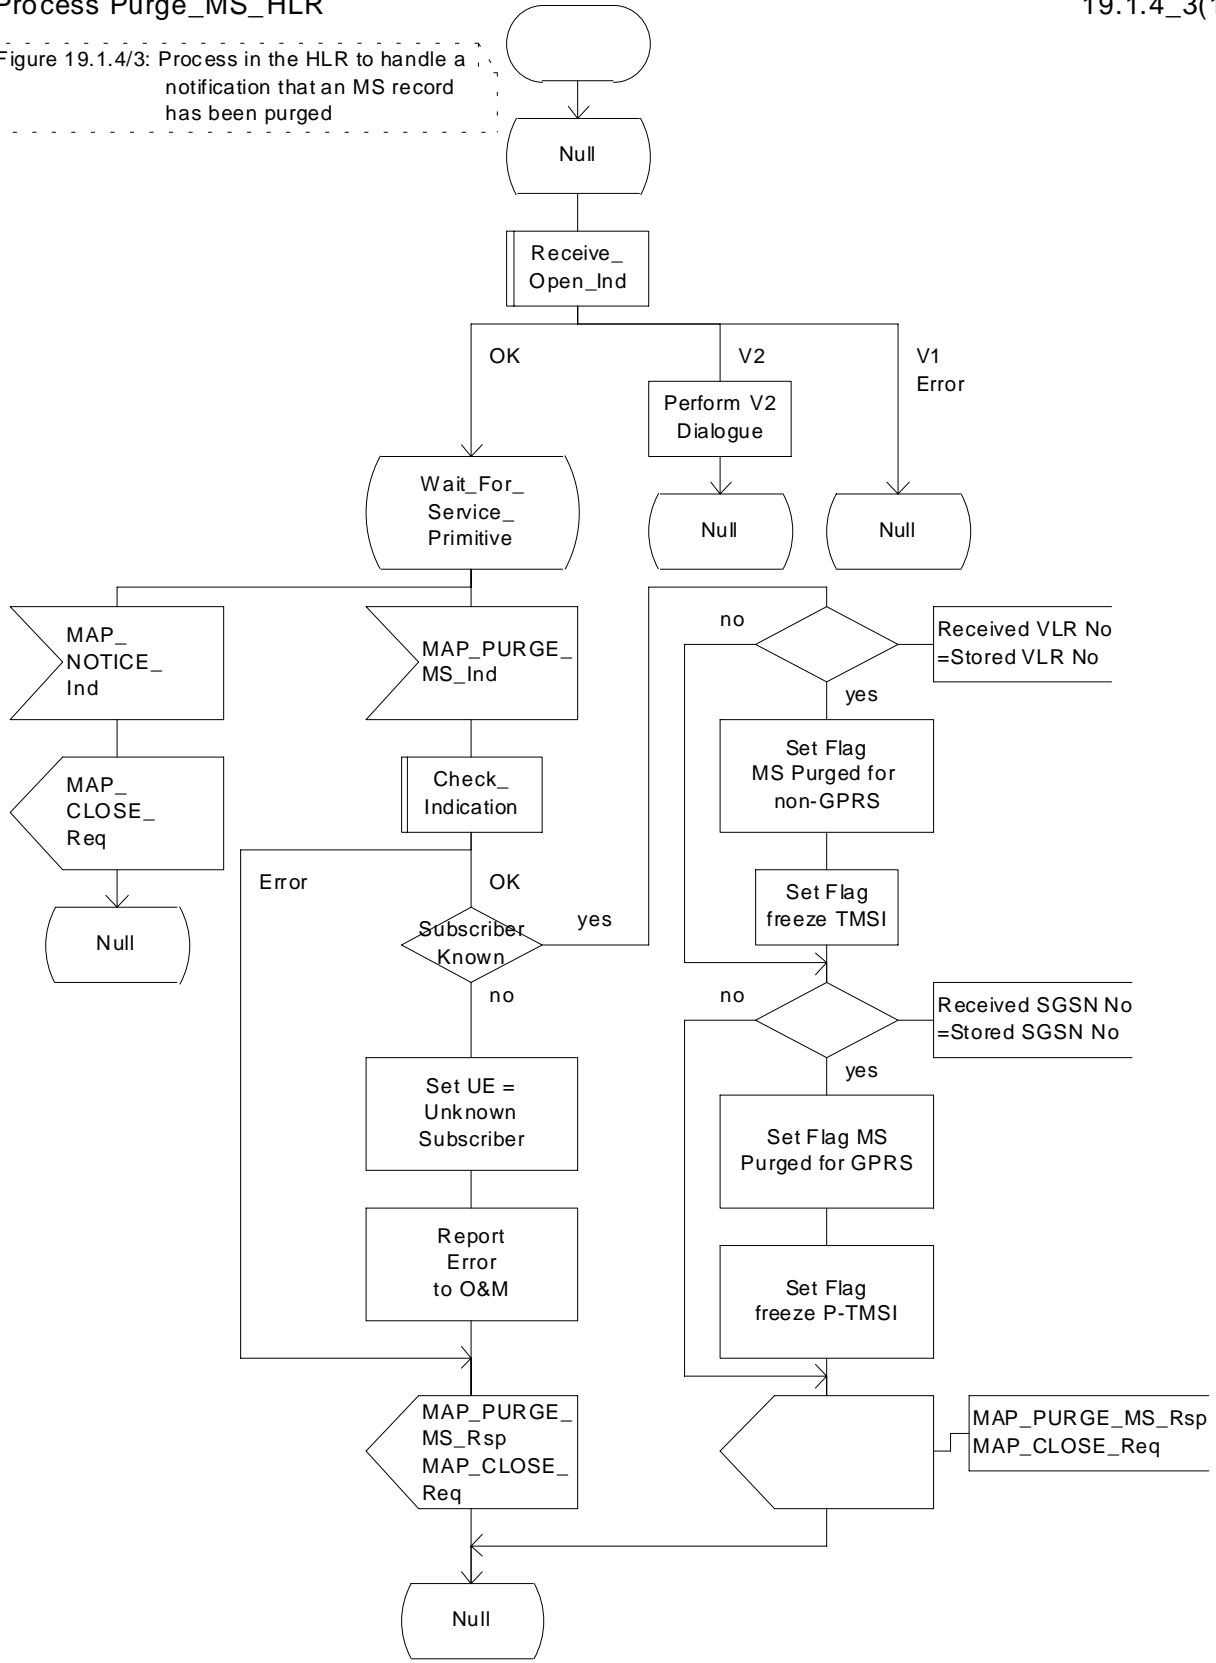 Process Purge_MS_HLR
19.1.4_3(1
Figure 19.1.4/3: Process in the HLR to handle a
notification that an MS record
has been purged
Null
Receive_
Open_Ind
OK
V2
V1
Error
Perform V2
Dialogue
Wait_For_
Service_
Primitive
Null
Null
MAP_
NOTICE_
Ind
MAP_PURGE_
MS_Ind
no
Received VLR No
=Stored VLR No
yes
Set Flag
MS Purged for
non-GPRS
MAP_
CLOSE_
Req
Check_
Indication
Error
OK
Set Flag
freeze TMSI
Null
Subscriber
Known
yes
no
no
Received SGSN No
=Stored SGSN No
yes
Set UE =
Unknown
Subscriber
Set Flag MS
Purged for GPRS
Report
Error
to O&M
Set Flag
freeze P-TMSI
MAP_PURGE_
MS_Rsp
MAP_CLOSE_
Req
MAP_PURGE_MS_Rsp
MAP_CLOSE_Req
Null